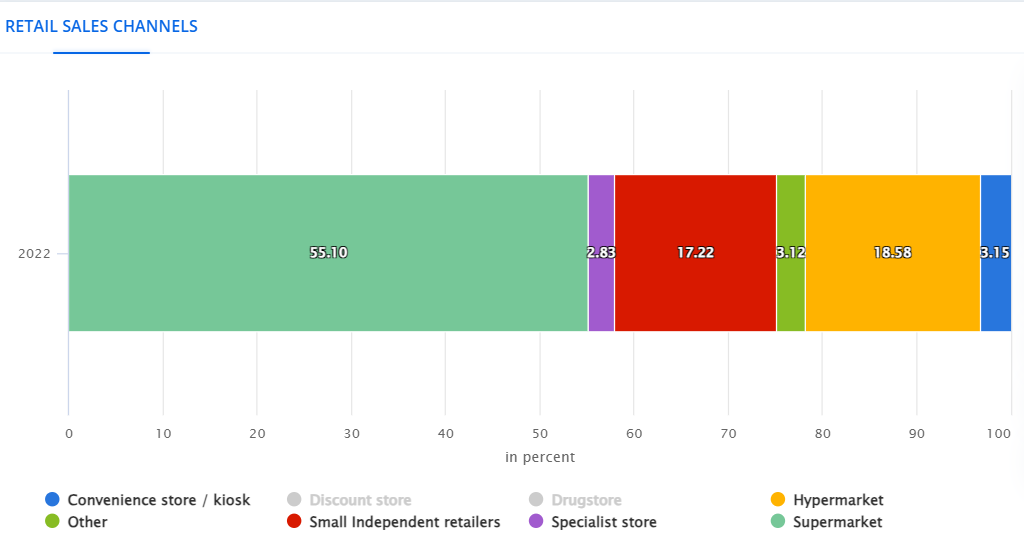 RETAIL SALES CHANNELS
2022
55.10 2.83 17.22 3.12 18.58 3.15
0 10 20 30 40 50 60 70 80 90 100
in percent
Convenience store / kiosk Discount store Drugstore Hypermarket
Other Small Independent retailers Specialist store Supermarket